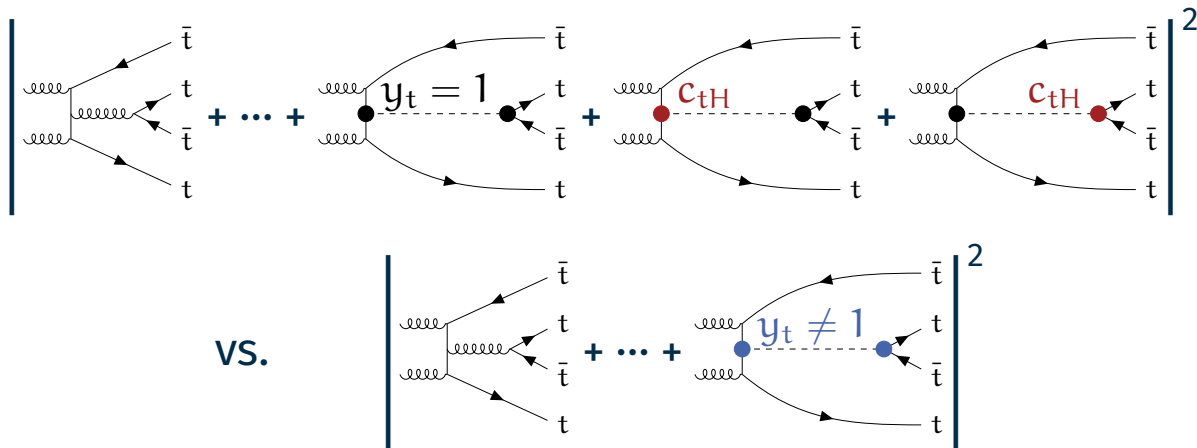 | t̄ t t̄ t + ... + y_t = 1 t̄ t t̄ t + c_tH t̄ t t̄ t + c_tH t̄ t t̄ t |²
vs. | t̄ t t̄ t + ... + y_t ≠ 1 t̄ t t̄ t |²